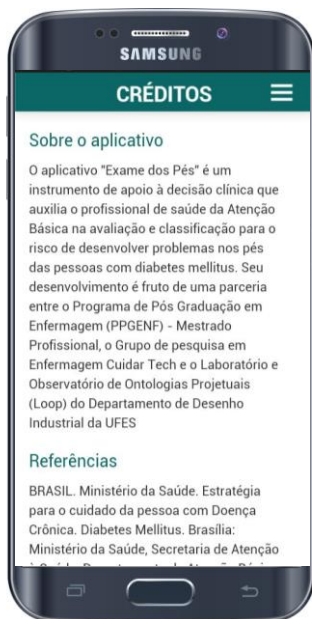 SAMSUNG
CRÉDITOS
Sobre o aplicativo
O aplicativo "Exame dos Pés" é um
instrumento de apoio à decisão clínica que
auxilia o profissional de saúde da Atenção
Básica na avaliação e classificação para o
risco de desenvolver problemas nos pés
das pessoas com diabetes mellitus. Seu
desenvolvimento é fruto de uma parceria
entre o Programa de Pós Graduação em
Enfermagem (PPGENF) - Mestrado
Profissional, o Grupo de pesquisa em
Enfermagem Cuidar Tech e o Laboratório e
Observatório de Ontologias Projetuais
(Loop) do Departamento de Desenho
Industrial da UFES
Referências
BRASIL. Ministério da Saúde. Estratégia
para o cuidado da pessoa com Doença
Crônica. Diabetes Mellitus. Brasília:
Ministério da Saúde, Secretaria de Atenção